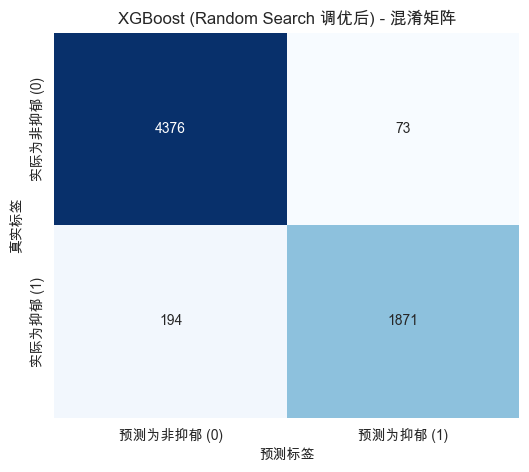 XGBoost (Random Search 调优后) - 混淆矩阵
真实标签
实际为非抑郁 (0)
4376
73
实际为抑郁 (1)
194
1871
预测为非抑郁 (0)
预测为抑郁 (1)
预测标签